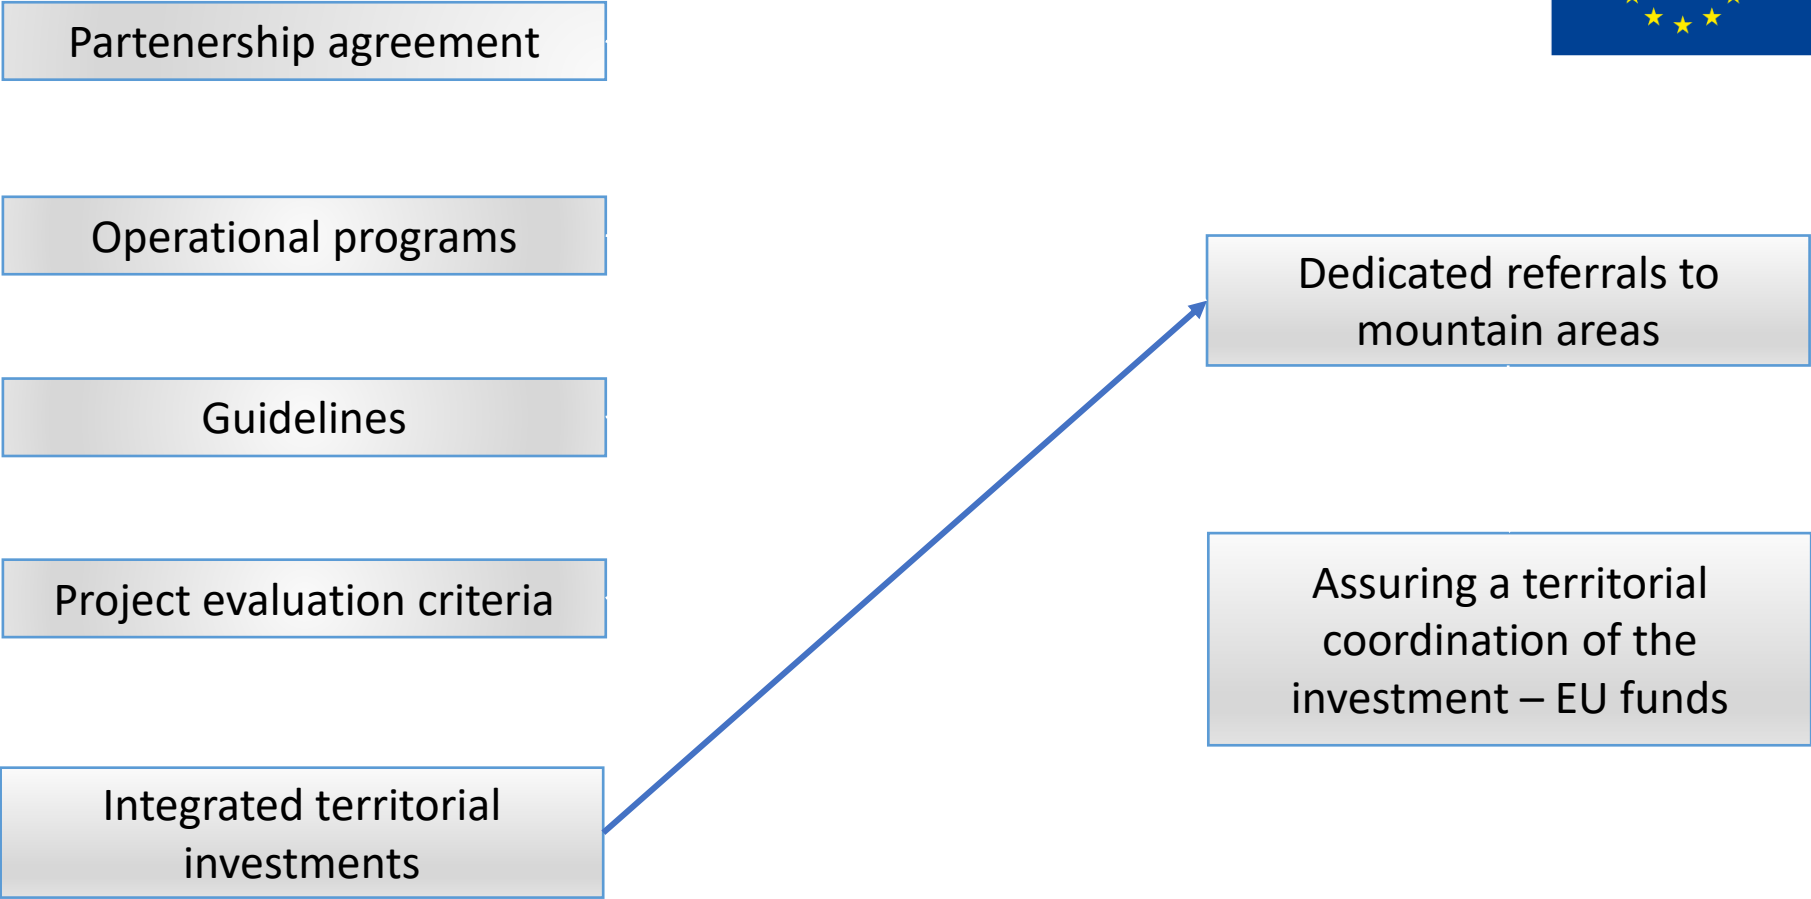 Partenership agreement
Operational programs
Guidelines
Project evaluation criteria
Integrated territorial
investments
Dedicated referrals to
mountain areas
Assuring a territorial
coordination of the
investment – EU funds